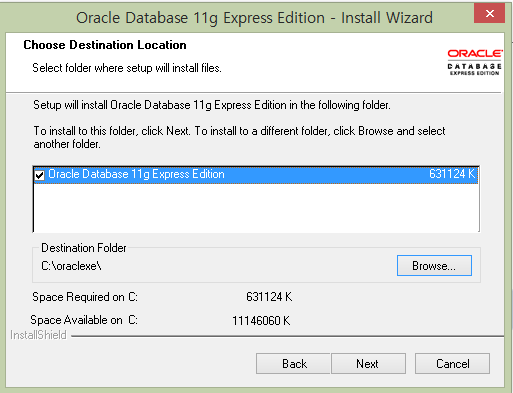 Oracle Database 11g Express Edition - Install Wizard
Choose Destination Location
Select folder where setup will install files.
ORACLE
DATABASE
EXPRESS EDITION
Setup will install Oracle Database 11g Express Edition in the following folder.
To install to this folder, click Next. To install to a different folder, click Browse and select
another folder.
Oracle Database 11g Express Edition 631124 K
Destination Folder
C:\oraclexe\
Browse...
Space Required on C: 631124 K
Space Available on C: 11146060 K
InstallShield
Back Next Cancel